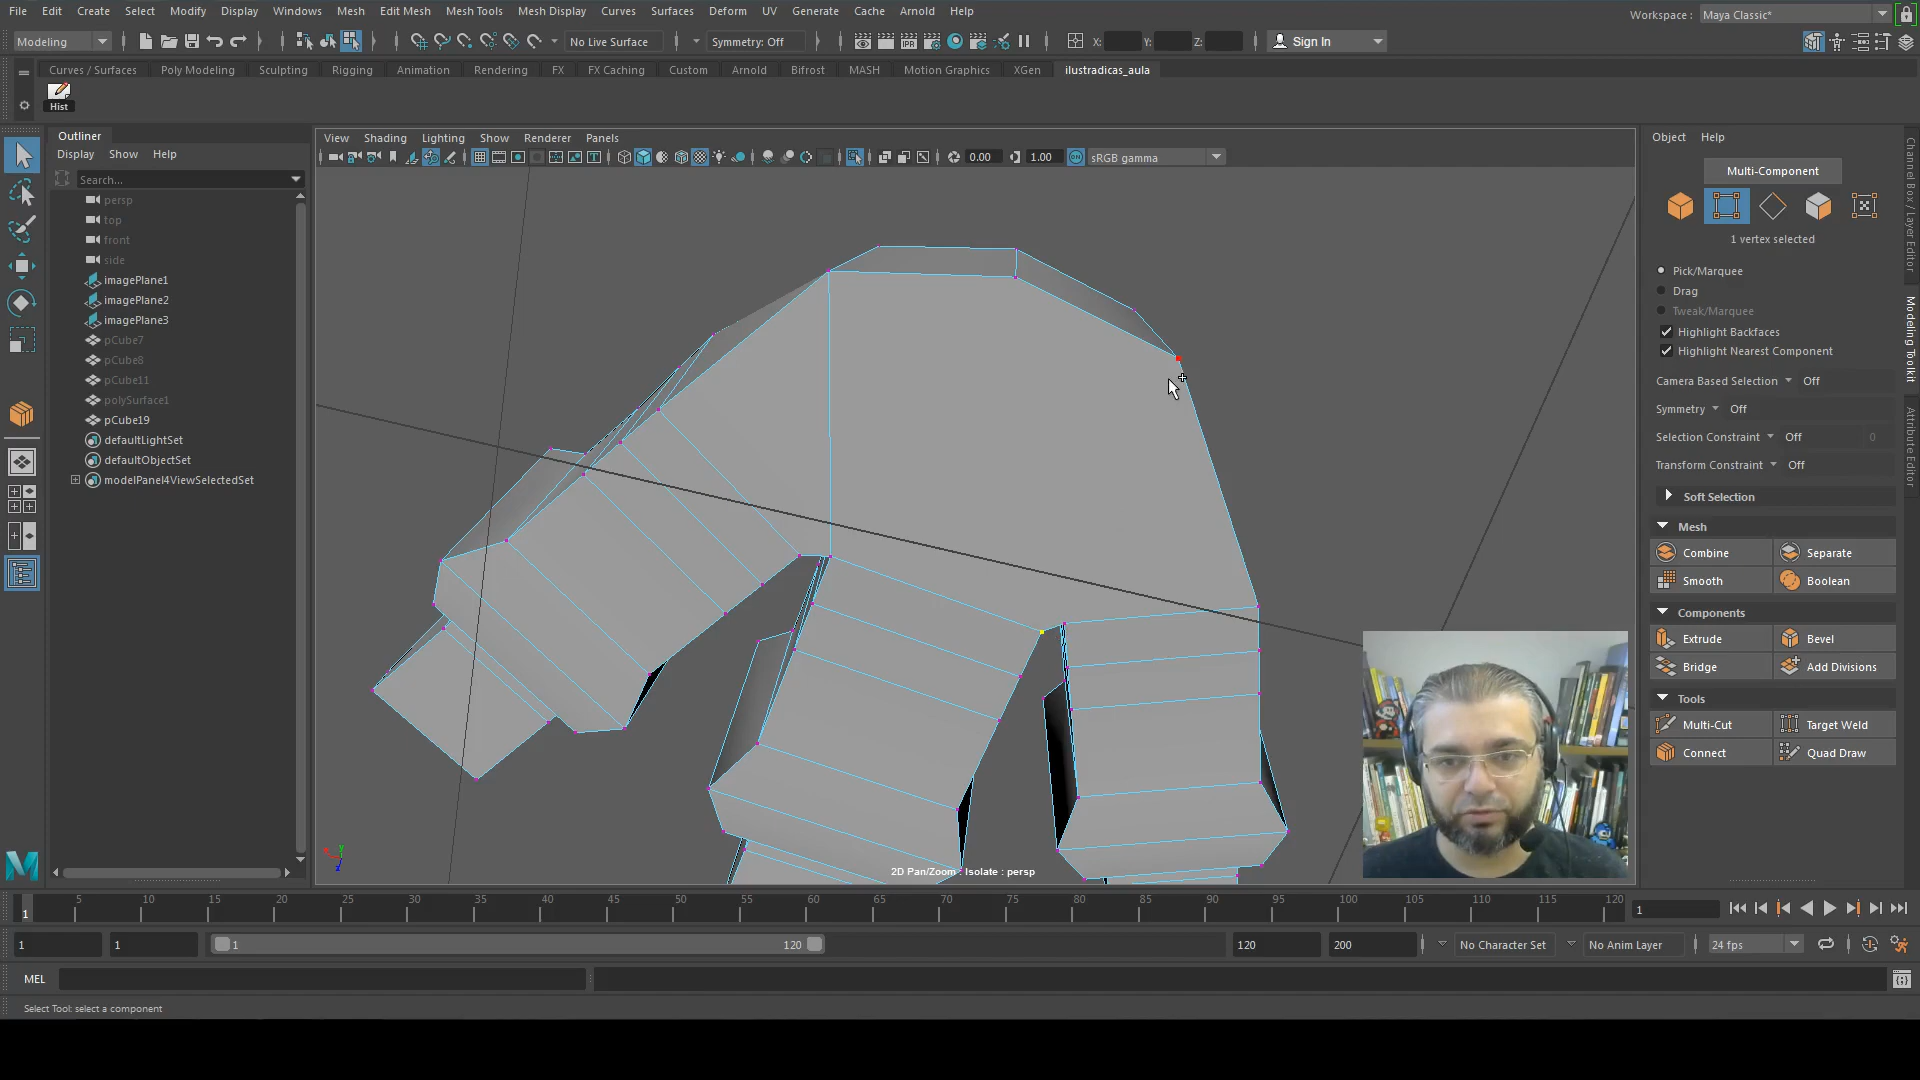 File Edit Create Select Modify Display Windows Mesh Edit Mesh Mesh Tools Mesh Display Curves Surfaces Deform UV Generate Cache Arnold Help
Workspace : Maya Classic*
Modeling No Live Surface Symmetry: Off X: Y: Z: Sign In
Curves / Surfaces Poly Modeling Sculpting Rigging Animation Rendering FX FX Caching Custom Arnold Bifrost MASH Motion Graphics XGen ilustradicas_aula
Hist
Outliner
Display Show Help
Search...
persp
top
front
side
imagePlane1
imagePlane2
imagePlane3
pCube7
pCube8
pCube11
polySurface1
pCube19
defaultLightSet
defaultObjectSet
modelPanel4ViewSelectedSet
View Shading Lighting Show Renderer Panels
0.00 1.00 sRGB gamma
2D Pan/Zoom : Isolate : persp
Object Help
Multi-Component
1 vertex selected
Pick/Marquee
Drag
Tweak/Marquee
Highlight Backfaces
Highlight Nearest Component
Camera Based Selection Off
Symmetry Off
Selection Constraint Off 0
Transform Constraint Off
Soft Selection
Mesh
Combine Separate
Smooth Boolean
Components
Extrude Bevel
Bridge Add Divisions
Tools
Multi-Cut Target Weld
Connect Quad Draw
Channel Box / Layer Editor
Modeling Toolkit
Attribute Editor
1 5 10 15 20 25 30 35 40 45 50 55 60 65 70 75 80 85 90 95 100 105 110 115 120 1
1 1 1 120 120 200 No Character Set No Anim Layer 24 fps
MEL
Select Tool: select a component